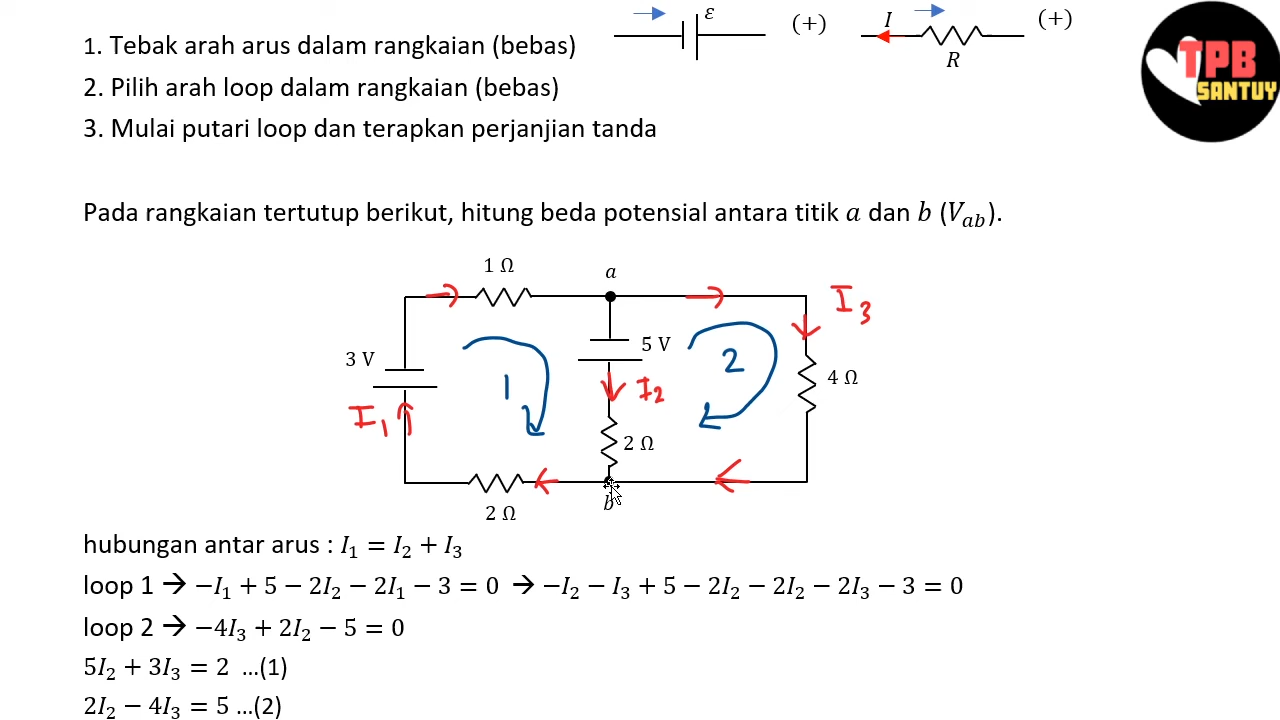 ε (+) I R (+)
TPB
SANTUY
1. Tebak arah arus dalam rangkaian (bebas)
2. Pilih arah loop dalam rangkaian (bebas)
3. Mulai putari loop dan terapkan perjanjian tanda
Pada rangkaian tertutup berikut, hitung beda potensial antara titik a dan b (V_ab).
1 Ω
a
I₃
3 V
5 V
2
4 Ω
1
I₂
I₁
2 Ω
2 Ω
b
hubungan antar arus : I₁ = I₂ + I₃
loop 1 → −I₁ + 5 − 2I₂ − 2I₁ − 3 = 0 → −I₂ − I₃ + 5 − 2I₂ − 2I₂ − 2I₃ − 3 = 0
loop 2 → −4I₃ + 2I₂ − 5 = 0
5I₂ + 3I₃ = 2 ...(1)
2I₂ − 4I₃ = 5 ...(2)